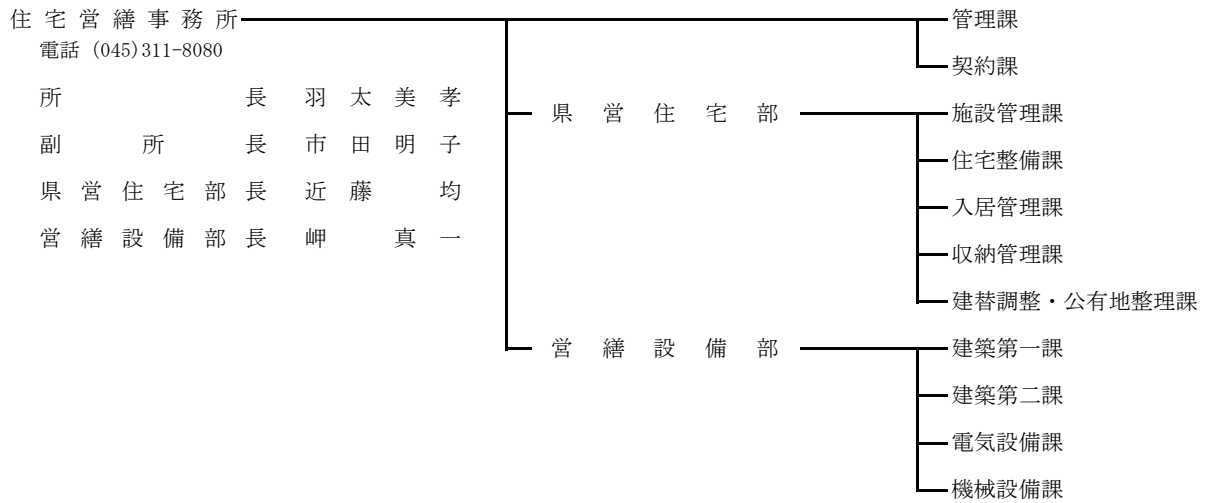 住宅営繕事務所 管理課
電話 (045)311-8080
契約課
所長 羽太美孝
県営住宅部 施設管理課
副所長 市田明子
住宅整備課
県営住宅部長 近藤 均
入居管理課
営繕設備部長 岬 真一
収納管理課
建替調整・公有地整理課
営繕設備部 建築第一課
建築第二課
電気設備課
機械設備課